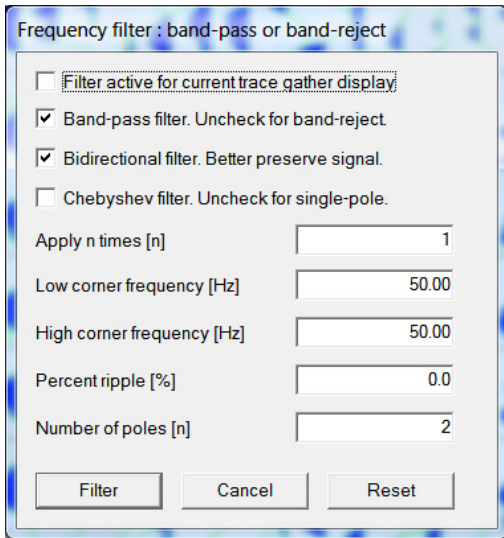 Frequency filter : band-pass or band-reject
Filter active for current trace gather display
Band-pass filter. Uncheck for band-reject.
Bidirectional filter. Better preserve signal.
Chebyshev filter. Uncheck for single-pole.
Apply n times [n] 1
Low corner frequency [Hz] 50.00
High corner frequency [Hz] 50.00
Percent ripple [%] 0.0
Number of poles [n] 2
Filter Cancel Reset